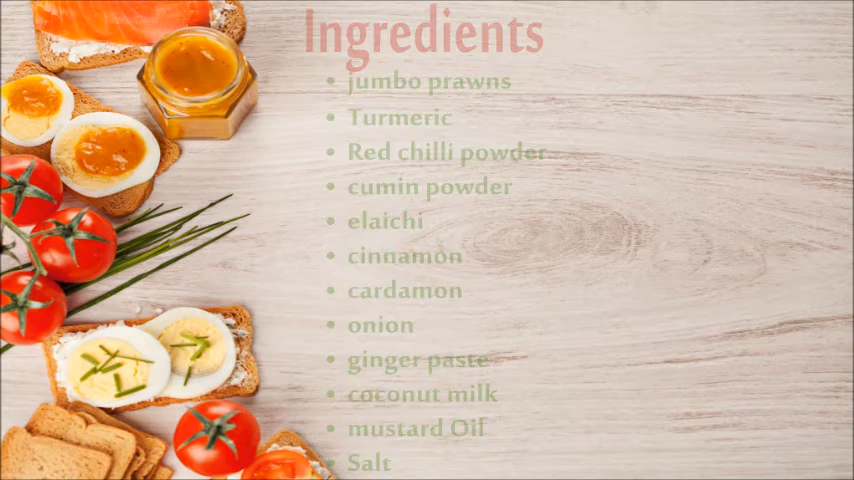 Ingredients
• jumbo prawns
• Turmeric
• Red chilli powder
• cumin powder
• elaichi
• cinnamon
• cardamon
• onion
• ginger paste
• coconut milk
• mustard Oil
• Salt